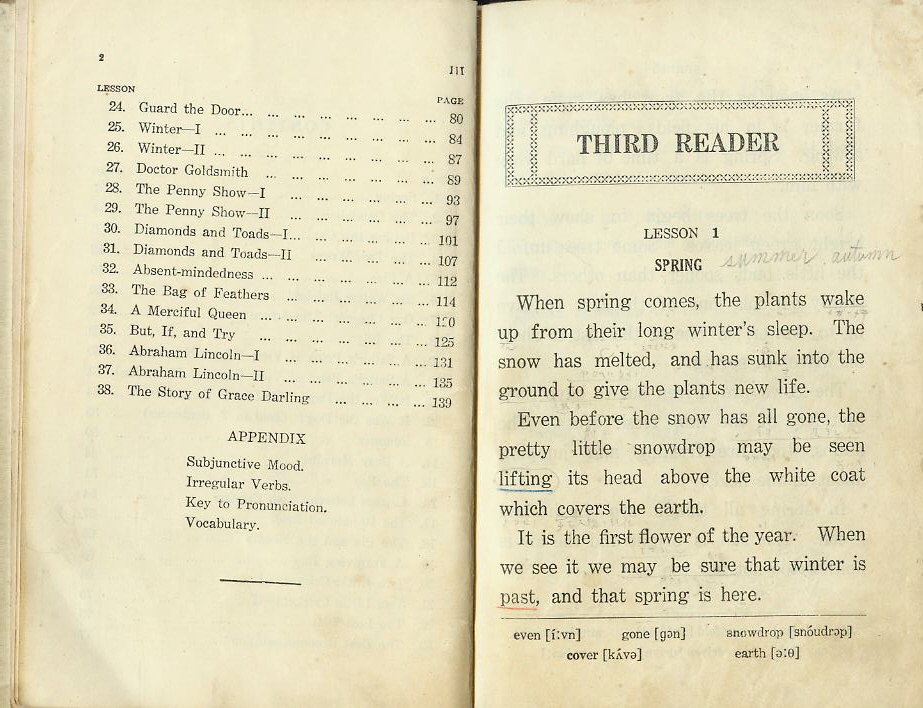 2
III
LESSON PAGE
24. Guard the Door... ... ... ... ... ... ... 80
25. Winter—I ... ... ... ... ... ... ... ... 84
26. Winter—II ... ... ... ... ... ... ... ... 87
27. Doctor Goldsmith ... ... ... ... ... ... 89
28. The Penny Show—I ... ... ... ... ... 93
29. The Penny Show—II ... ... ... ... ... 97
30. Diamonds and Toads—I... ... ... ... ... 101
31. Diamonds and Toads—II ... ... ... ... 107
32. Absent-mindedness ... ... ... ... ... ... 112
33. The Bag of Feathers ... ... ... ... ... 114
34. A Merciful Queen ... ... ... ... ... ... 120
35. But, If, and Try ... ... ... ... ... ... 125
36. Abraham Lincoln—I ... ... ... ... ... 131
37. Abraham Lincoln—II ... ... ... ... ... 135
38. The Story of Grace Darling ... ... ... ... 139
APPENDIX
Subjunctive Mood.
Irregular Verbs.
Key to Pronunciation.
Vocabulary.
THIRD READER
LESSON 1
SPRING summer autumn
When spring comes, the plants wake
up from their long winter's sleep. The
snow has melted, and has sunk into the
ground to give the plants new life.
Even before the snow has all gone, the
pretty little snowdrop may be seen
lifting its head above the white coat
which covers the earth.
It is the first flower of the year. When
we see it we may be sure that winter is
past, and that spring is here.
even [í:vn] gone [gɔn] snowdrop [snóudrɔp]
cover [kʌ́və] earth [ə:θ]